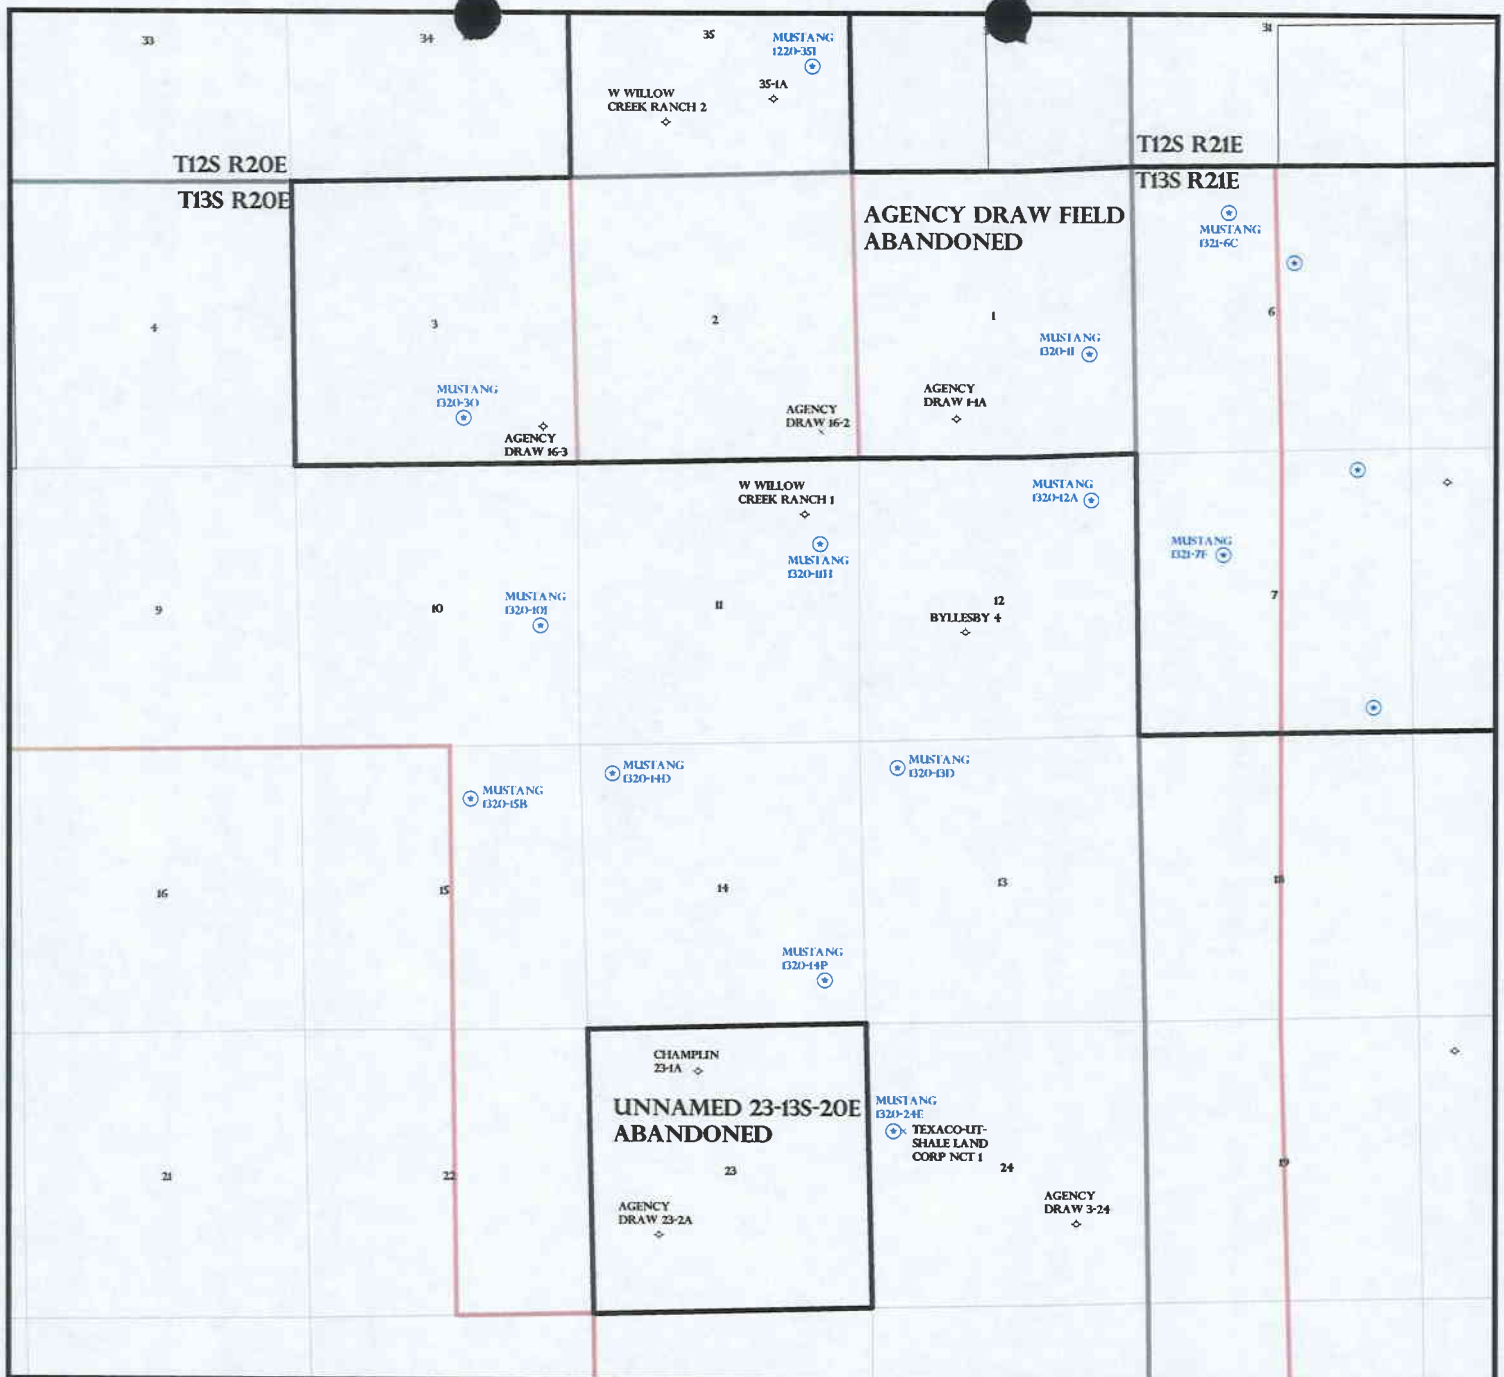 33
34
35
MUSTANG
1220-35I
31
W WILLOW
CREEK RANCH 2
35-1A
T12S R20E
T12S R21E
T13S R20E
T13S R21E
AGENCY DRAW FIELD
ABANDONED
MUSTANG
1321-6C
4
3
2
1
6
MUSTANG
1320-1I
MUSTANG
1320-3O
AGENCY
DRAW 16-3
AGENCY
DRAW 16-2
AGENCY
DRAW 1-1A
W WILLOW
CREEK RANCH 1
MUSTANG
1320-12A
MUSTANG
1320-11H
MUSTANG
1321-7F
9
10
MUSTANG
1320-10I
11
12
BYLLESBY 4
7
MUSTANG
1320-15B
MUSTANG
1320-14D
MUSTANG
1320-13D
16
15
14
13
18
MUSTANG
1320-14P
CHAMPLIN
23-1A
UNNAMED 23-13S-20E
ABANDONED
MUSTANG
1320-24E
TEXACO-UT-
SHALE LAND
CORP NCT 1
21
22
23
24
19
AGENCY
DRAW 23-2A
AGENCY
DRAW 3-24